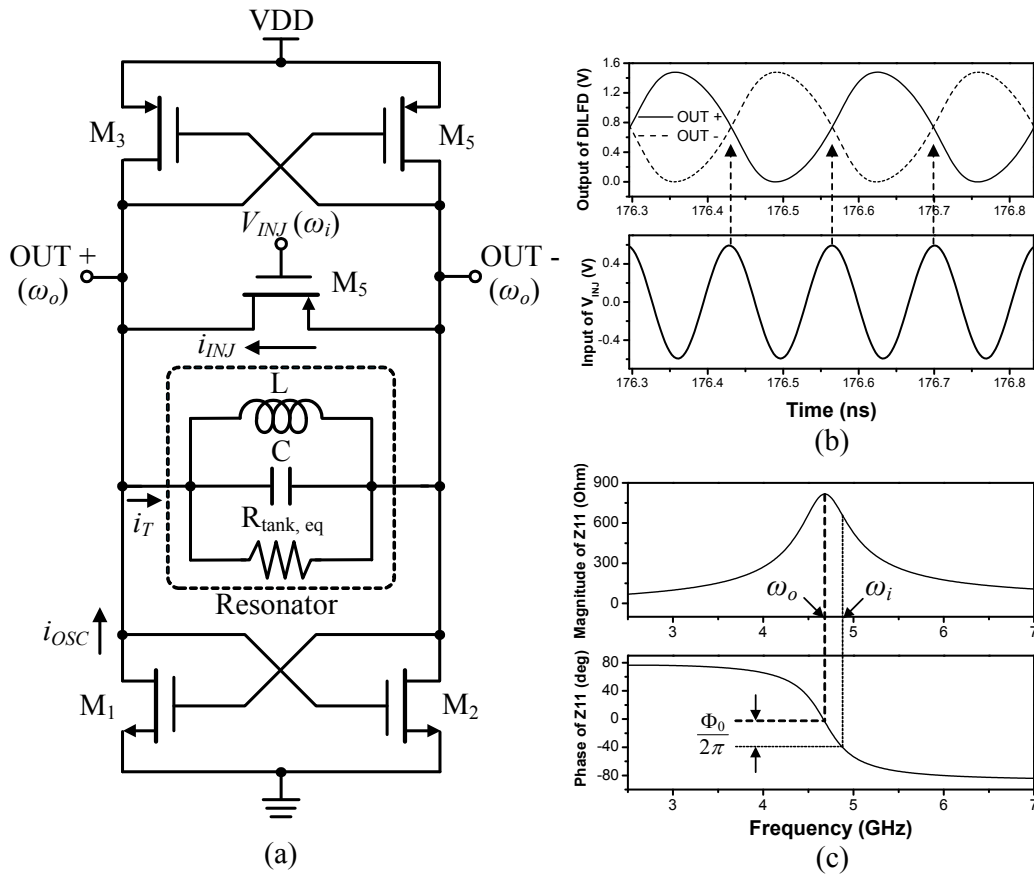 VDD
M3
M5
VINJ (ωi)
OUT +
(ωo)
OUT -
(ωo)
M5
iINJ
L
C
Rtank, eq
iT
Resonator
iOSC
M1
M2
(a)
Output of DILFD (V)
1.6
1.2
0.8
0.4
0.0
OUT +
OUT -
176.3 176.4 176.5 176.6 176.7 176.8
Input of VINJ (V)
0.4
0.0
-0.4
176.3 176.4 176.5 176.6 176.7 176.8
Time (ns)
(b)
Magnitude of Z11 (Ohm)
900
600
300
0
ωo
ωi
3 4 5 6 7
Phase of Z11 (deg)
80
40
0
-40
-80
Φ0
2π
3 4 5 6 7
Frequency (GHz)
(c)